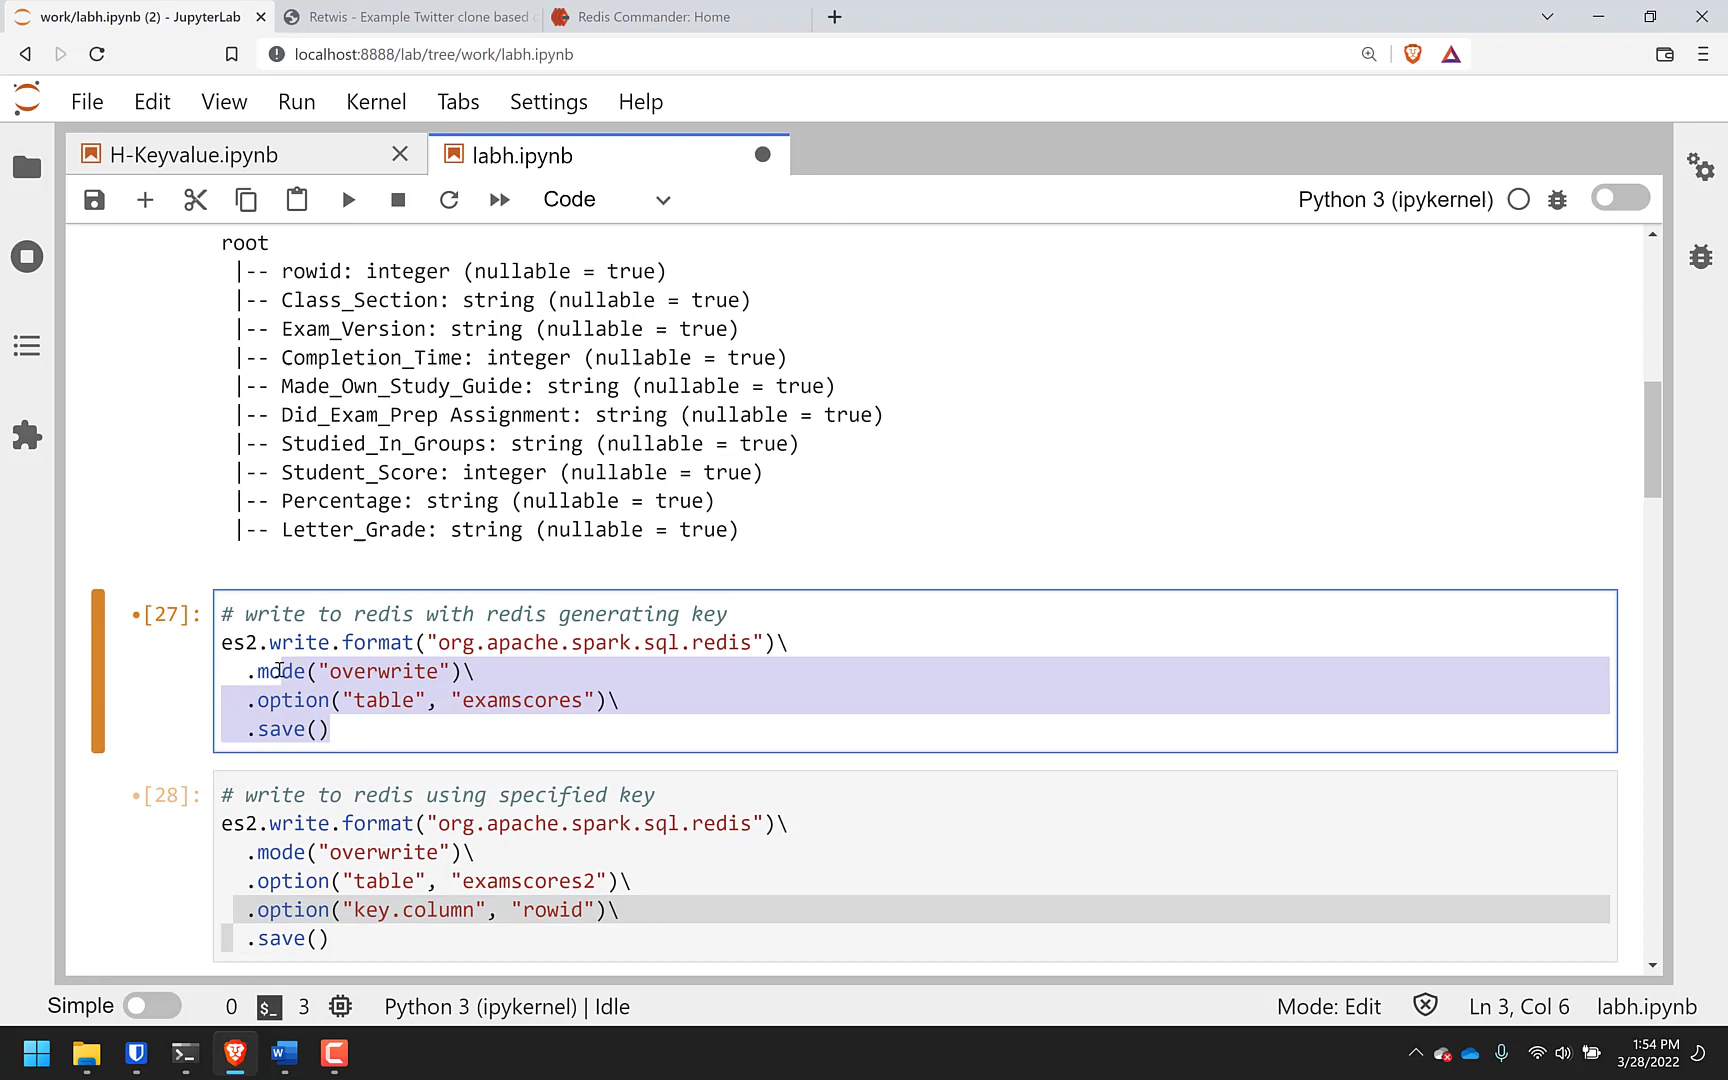 work/labh.ipynb (2) - JupyterLab
Retwis - Example Twitter clone based
Redis Commander: Home
localhost:8888/lab/tree/work/labh.ipynb
File Edit View Run Kernel Tabs Settings Help
H-Keyvalue.ipynb
labh.ipynb
Code
Python 3 (ipykernel)
root
|-- rowid: integer (nullable = true)
|-- Class_Section: string (nullable = true)
|-- Exam_Version: string (nullable = true)
|-- Completion_Time: integer (nullable = true)
|-- Made_Own_Study_Guide: string (nullable = true)
|-- Did_Exam_Prep Assignment: string (nullable = true)
|-- Studied_In_Groups: string (nullable = true)
|-- Student_Score: integer (nullable = true)
|-- Percentage: string (nullable = true)
|-- Letter_Grade: string (nullable = true)
•[27]: # write to redis with redis generating key
es2.write.format("org.apache.spark.sql.redis")\
.mode("overwrite")\
.option("table", "examscores")\
.save()
•[28]: # write to redis using specified key
es2.write.format("org.apache.spark.sql.redis")\
.mode("overwrite")\
.option("table", "examscores2")\
.option("key.column", "rowid")\
.save()
Simple 0 $_ 3 Python 3 (ipykernel) | Idle Mode: Edit Ln 3, Col 6 labh.ipynb
1:54 PM
3/28/2022